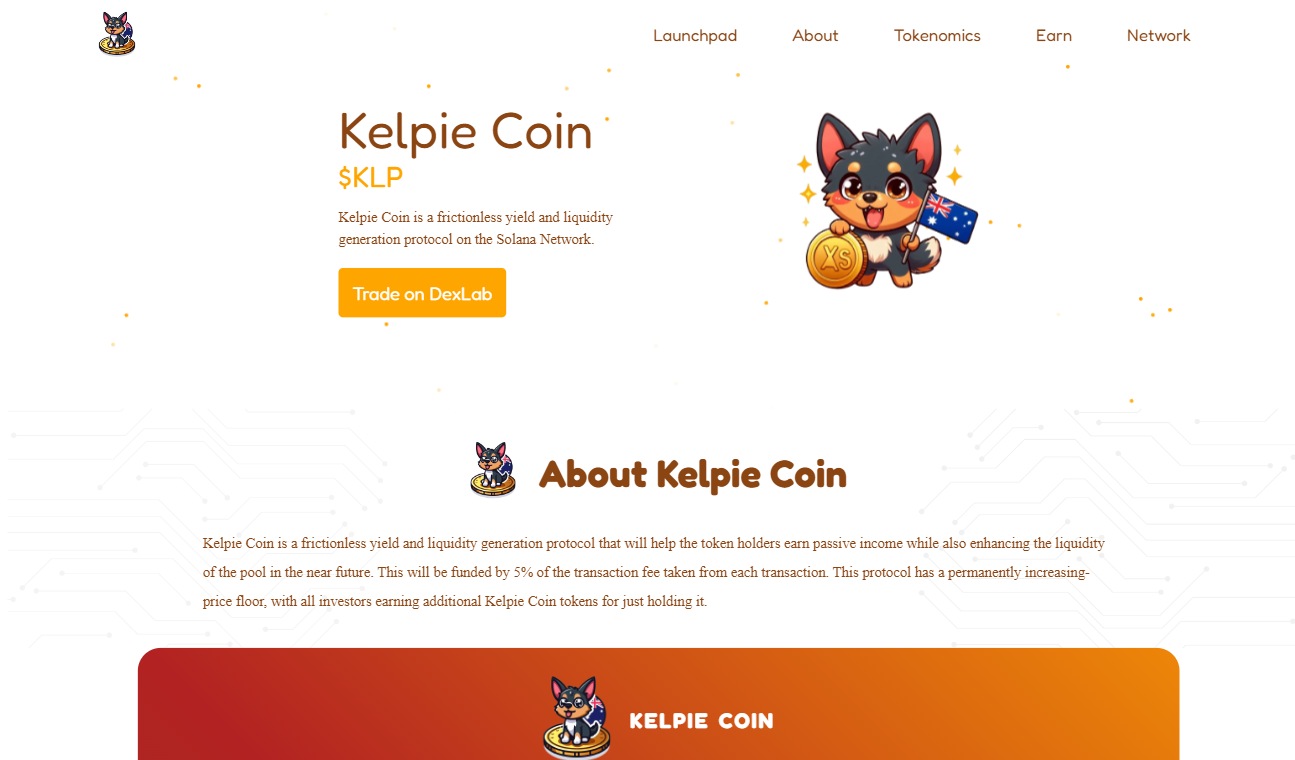 Launchpad About Tokenomics Earn Network
Kelpie Coin
$KLP
Kelpie Coin is a frictionless yield and liquidity
generation protocol on the Solana Network.
Trade on DexLab
XS
About Kelpie Coin
Kelpie Coin is a frictionless yield and liquidity generation protocol that will help the token holders earn passive income while also enhancing the liquidity
of the pool in the near future. This will be funded by 5% of the transaction fee taken from each transaction. This protocol has a permanently increasing-
price floor, with all investors earning additional Kelpie Coin tokens for just holding it.
KELPIE COIN